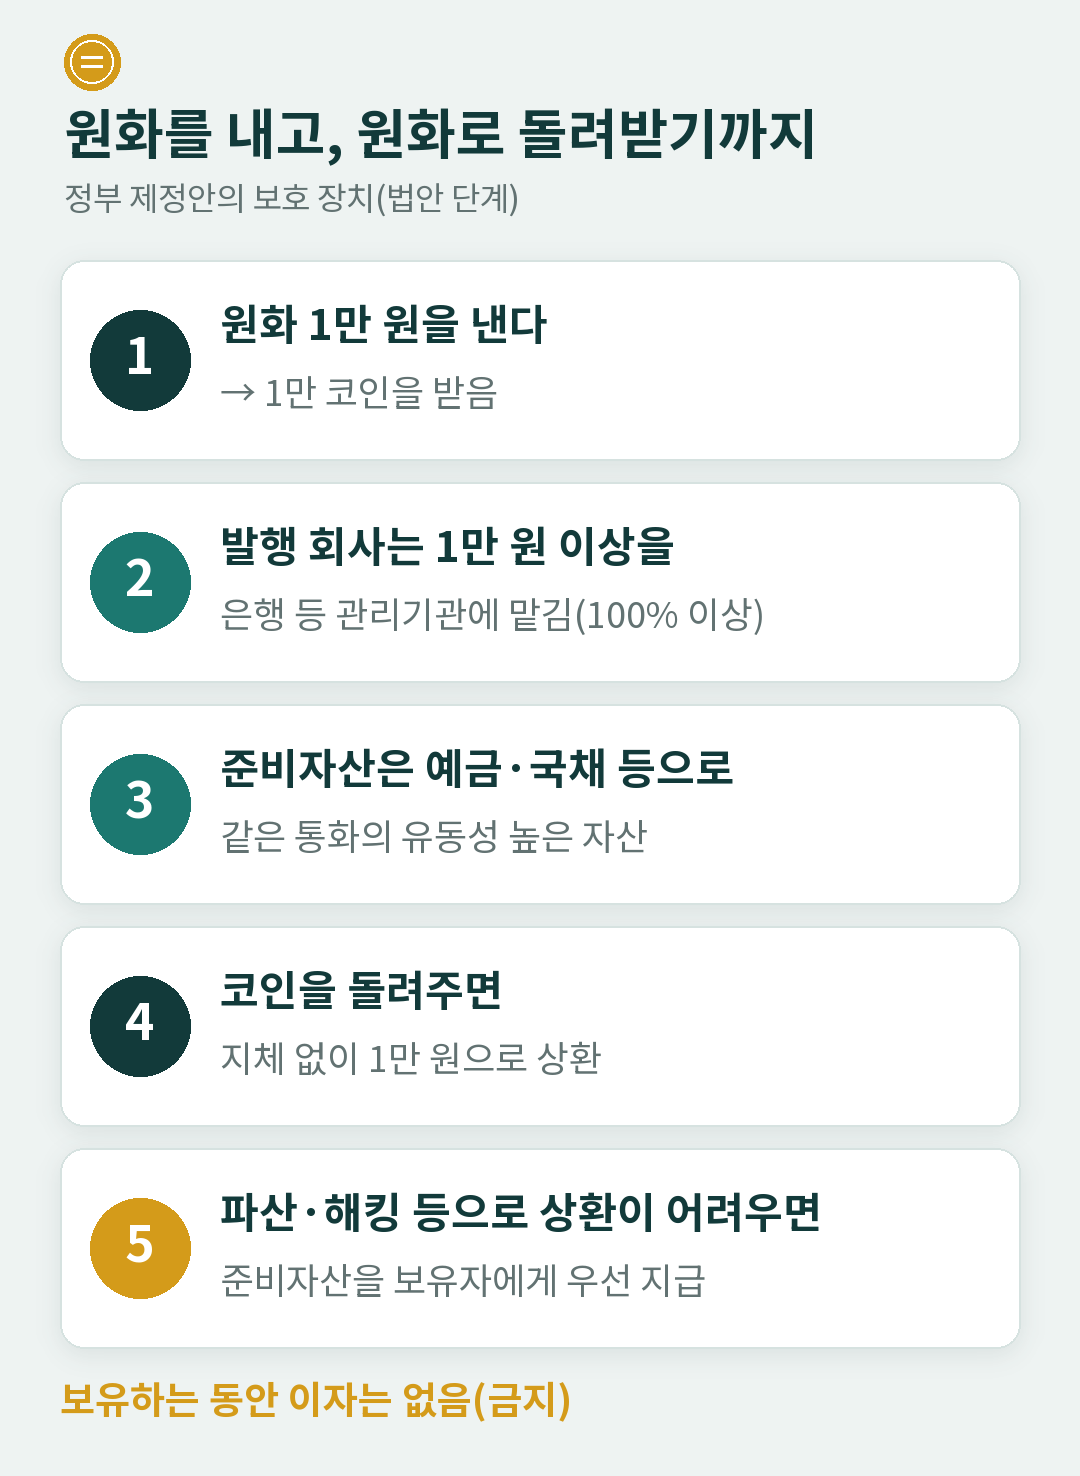 원화를 내고, 원화로 돌려받기까지
정부 제정안의 보호 장치(법안 단계)
1
원화 1만 원을 낸다
→ 1만 코인을 받음
2
발행 회사는 1만 원 이상을
은행 등 관리기관에 맡김(100% 이상)
3
준비자산은 예금·국채 등으로
같은 통화의 유동성 높은 자산
4
코인을 돌려주면
지체 없이 1만 원으로 상환
5
파산·해킹 등으로 상환이 어려우면
준비자산을 보유자에게 우선 지급
보유하는 동안 이자는 없음(금지)